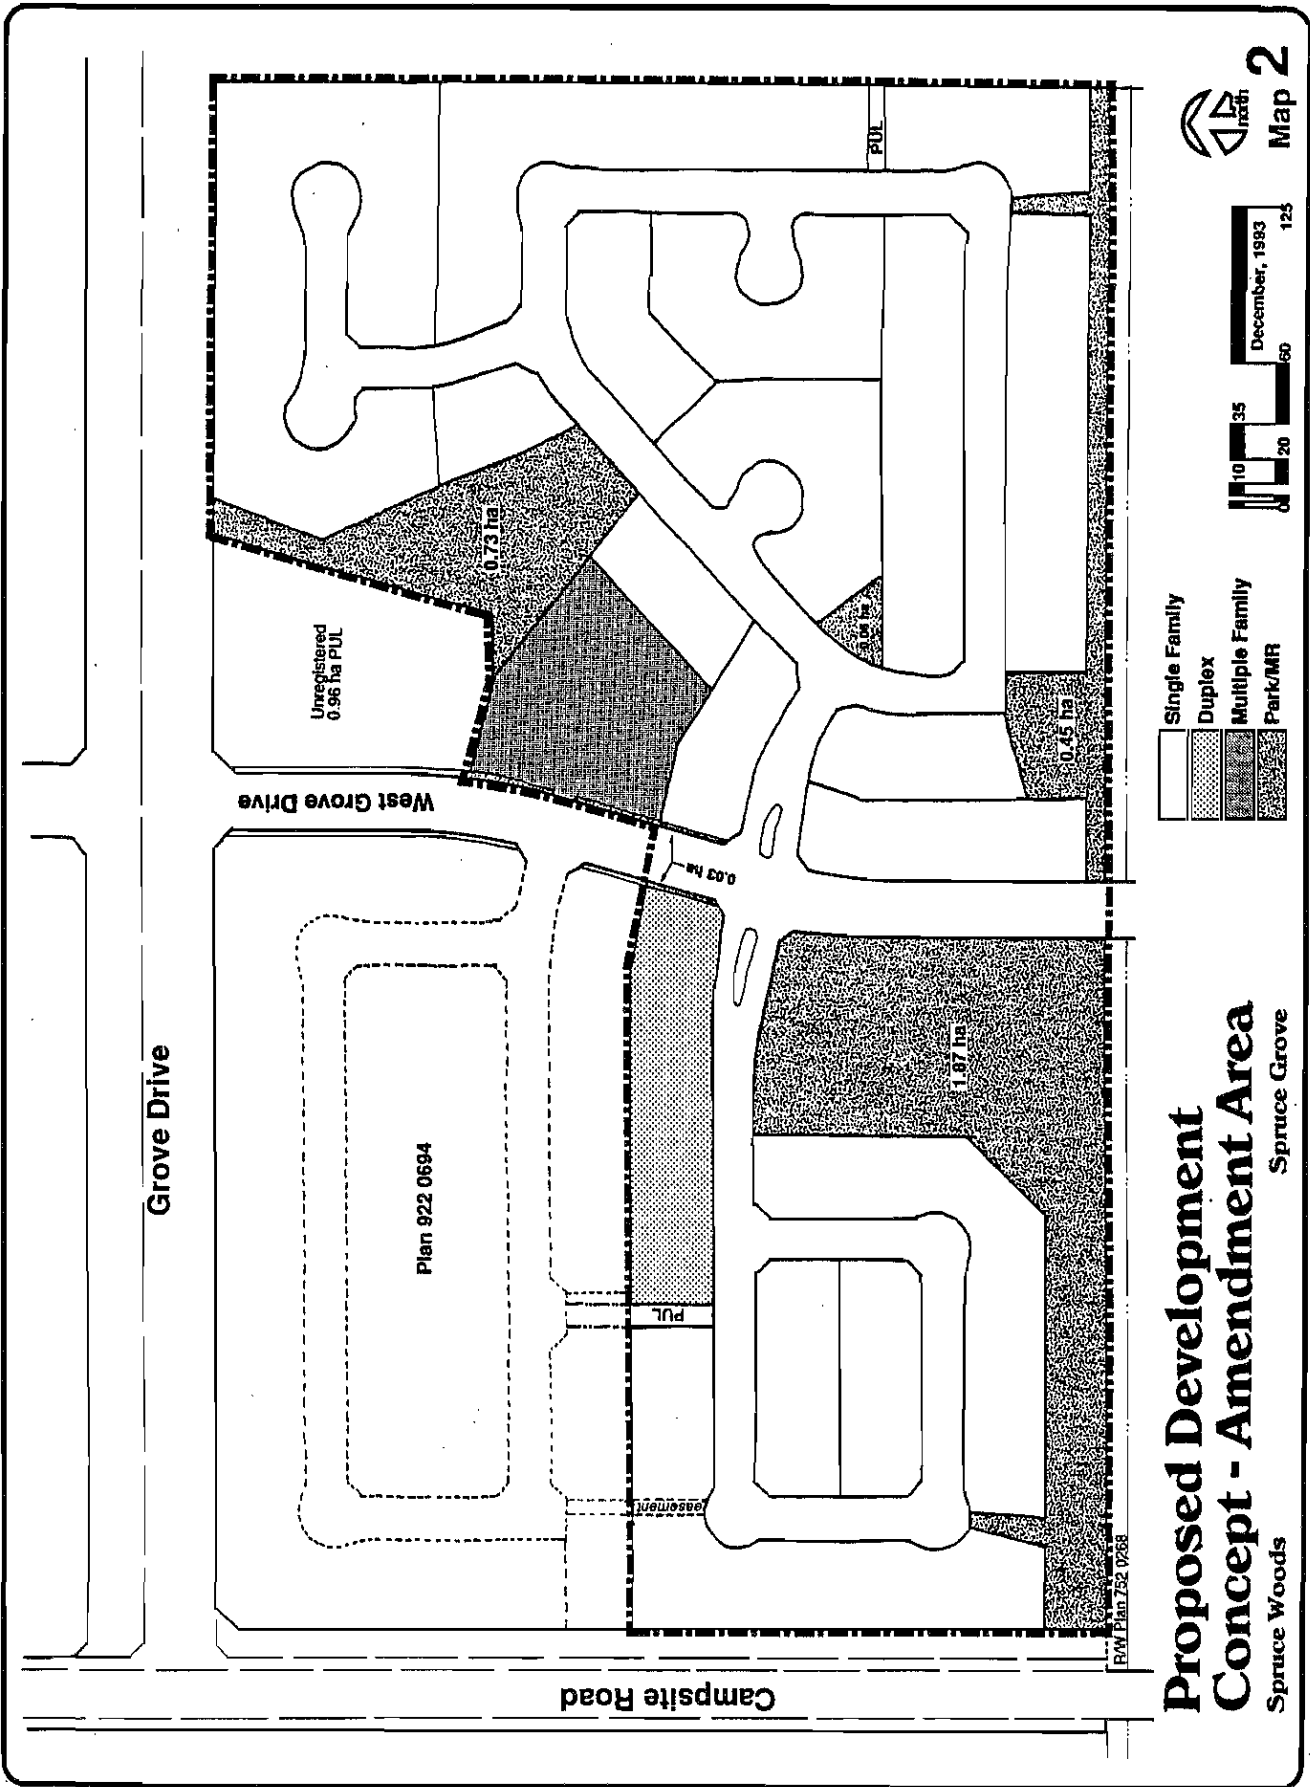 Grove Drive
Unregistered
0.96 ha PUL
West Grove Drive
Plan 922 0694
0.73 ha
PUL
0.06 ha
0.45 ha
0.03 ha
1.87 ha
PUL
easement
Campsite Road
R/W Plan 752 0268
Proposed Development
Concept - Amendment Area
Spruce Woods
Spruce Grove
Single Family
Duplex
Multiple Family
Park/MR
10
35
December, 1993
0
20
60
125
north
Map 2